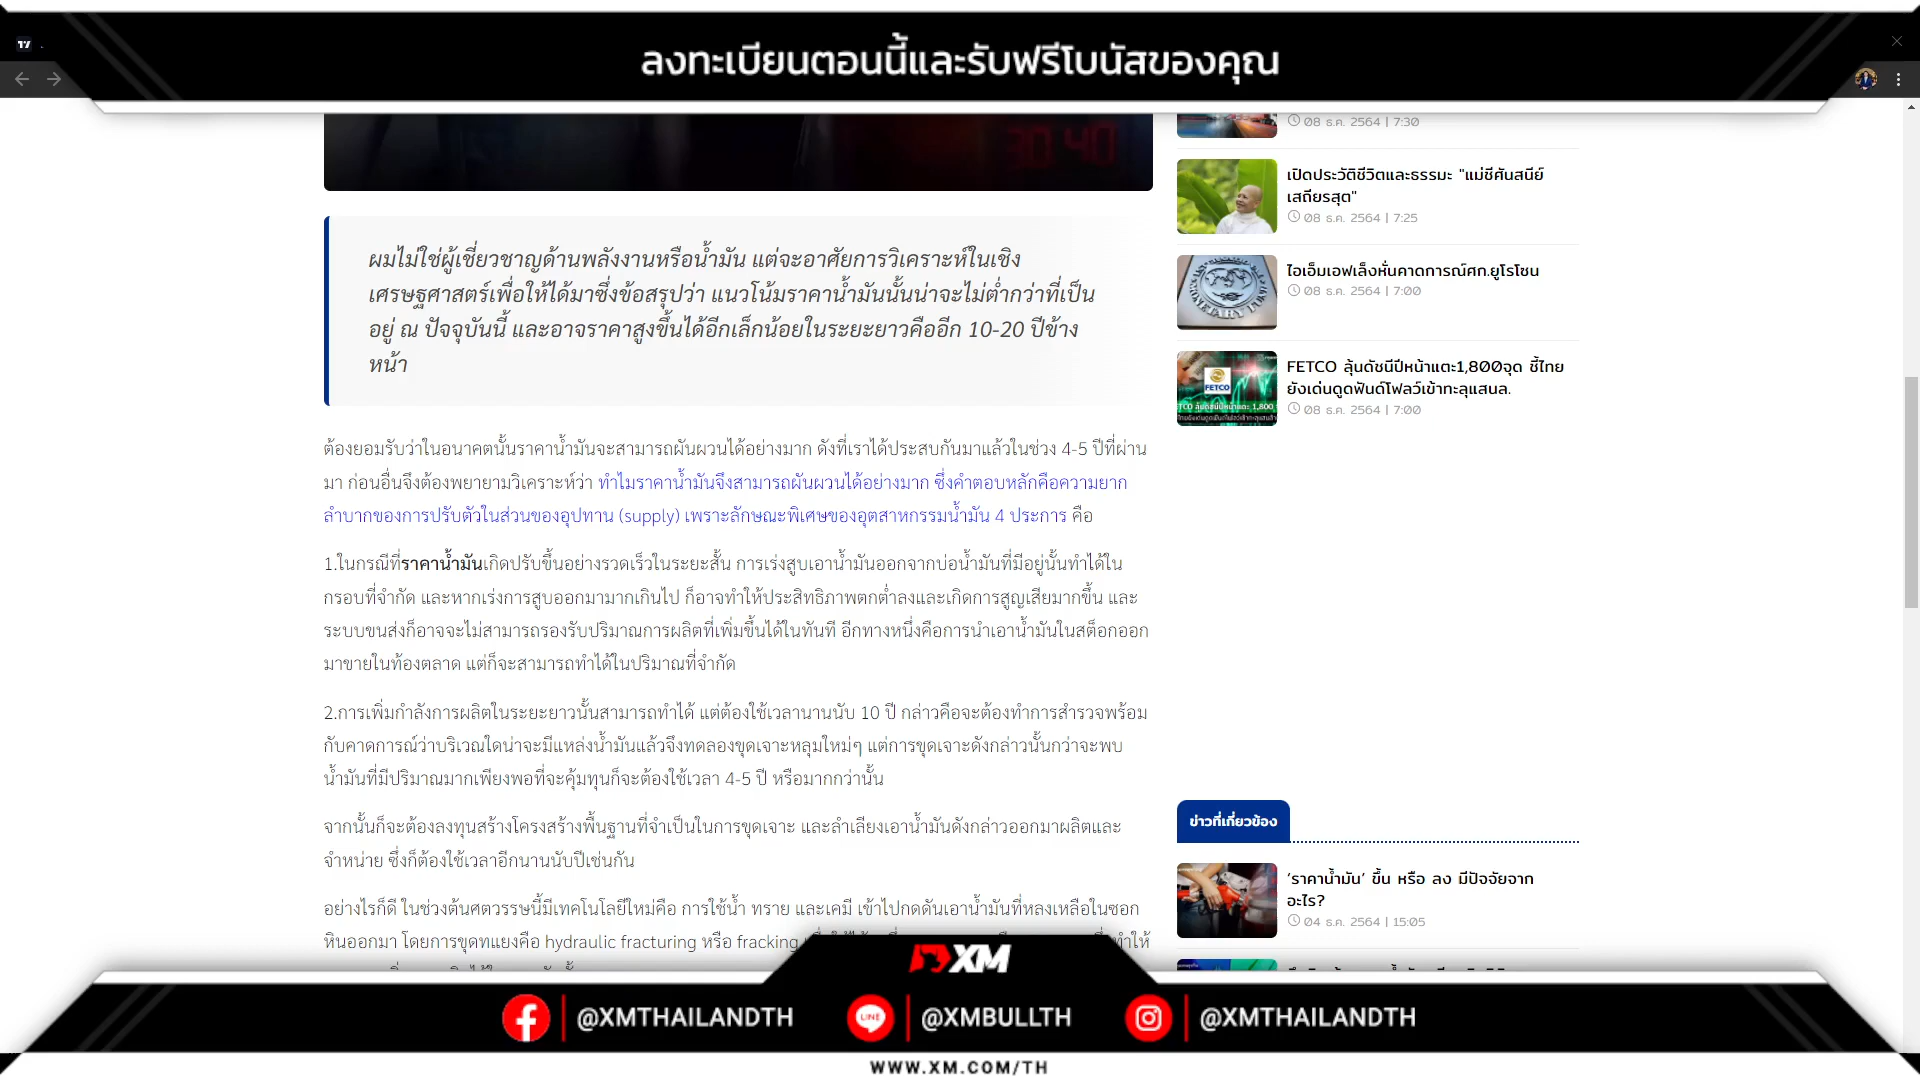 ลงทะเบียนตอนนี้และรับฟรีโบนัสของคุณ
30.40
ผมไม่ใช่ผู้เชี่ยวชาญด้านพลังงานหรือน้ำมัน แต่จะอาศัยการวิเคราะห์ในเชิง
เศรษฐศาสตร์เพื่อให้ได้มาซึ่งข้อสรุปว่า แนวโน้มราคาน้ำมันนั้นน่าจะไม่ต่ำกว่าที่เป็น
อยู่ ณ ปัจจุบันนี้ และอาจราคาสูงขึ้นได้อีกเล็กน้อยในระยะยาวคืออีก 10-20 ปีข้าง
หน้า
ต้องยอมรับว่าในอนาคตนั้นราคาน้ำมันจะสามารถผันผวนได้อย่างมาก ดังที่เราได้ประสบกันมาแล้วในช่วง 4-5 ปีที่ผ่าน
มา ก่อนอื่นจึงต้องพยายามวิเคราะห์ว่า ทำไมราคาน้ำมันจึงสามารถผันผวนได้อย่างมาก ซึ่งคำตอบหลักคือความยาก
ลำบากของการปรับตัวในส่วนของอุปทาน (supply) เพราะลักษณะพิเศษของอุตสาหกรรมน้ำมัน 4 ประการ คือ
1.ในกรณีที่ราคาน้ำมันเกิดปรับขึ้นอย่างรวดเร็วในระยะสั้น การเร่งสูบเอาน้ำมันออกจากบ่อน้ำมันที่มีอยู่นั้นทำได้ใน
กรอบที่จำกัด และหากเร่งการสูบออกมามากเกินไป ก็อาจทำให้ประสิทธิภาพตกต่ำลงและเกิดการสูญเสียมากขึ้น และ
ระบบขนส่งก็อาจจะไม่สามารถรองรับปริมาณการผลิตที่เพิ่มขึ้นได้ในทันที อีกทางหนึ่งคือการนำเอาน้ำมันในสต็อกออก
มาขายในท้องตลาด แต่ก็จะสามารถทำได้ในปริมาณที่จำกัด
2.การเพิ่มกำลังการผลิตในระยะยาวนั้นสามารถทำได้ แต่ต้องใช้เวลานานนับ 10 ปี กล่าวคือจะต้องทำการสำรวจพร้อม
กับคาดการณ์ว่าบริเวณใดน่าจะมีแหล่งน้ำมันแล้วจึงทดลองขุดเจาะหลุมใหม่ๆ แต่การขุดเจาะดังกล่าวนั้นกว่าจะพบ
น้ำมันที่มีปริมาณมากเพียงพอที่จะคุ้มทุนก็จะต้องใช้เวลา 4-5 ปี หรือมากกว่านั้น
จากนั้นก็จะต้องลงทุนสร้างโครงสร้างพื้นฐานที่จำเป็นในการขุดเจาะ และลำเลียงเอาน้ำมันดังกล่าวออกมาผลิตและ
จำหน่าย ซึ่งก็ต้องใช้เวลาอีกนานนับปีเช่นกัน
อย่างไรก็ดี ในช่วงต้นศตวรรษนี้มีเทคโนโลยีใหม่คือ การใช้น้ำ ทราย และเคมี เข้าไปกดดันเอาน้ำมันที่หลงเหลือในซอก
หินออกมา โดยการขุดทแยงคือ hydraulic fracturing หรือ fracking
08 ธ.ค. 2564 | 7:30
เปิดประวัติชีวิตและธรรมะ "แม่ชีศันสนีย์
เสถียรสุต"
08 ธ.ค. 2564 | 7:25
ไอเอ็มเอฟเล็งหั่นคาดการณ์ศก.ยูโรโซน
08 ธ.ค. 2564 | 7:00
FETCO ลุ้นดัชนีปีหน้าแตะ1,800จุด ชี้ไทย
ยังเด่นดูดฟันด์โฟลว์เข้าทะลุแสนล.
08 ธ.ค. 2564 | 7:00
FETCO
ข่าวที่เกี่ยวข้อง
‘ราคาน้ำมัน’ ขึ้น หรือ ลง มีปัจจัยจาก
อะไร?
04 ธ.ค. 2564 | 15:05
XM
@XMTHAILANDTH
LINE
@XMBULLTH
@XMTHAILANDTH
WWW.XM.COM/TH